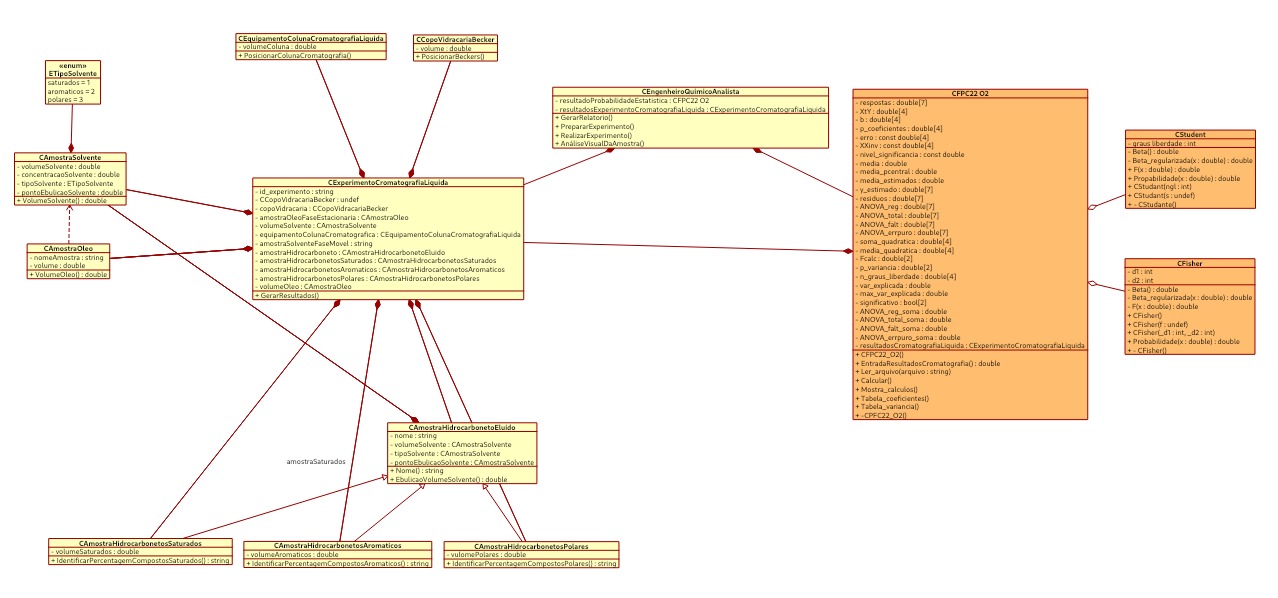 CEquipamentoColunaCromatografiaLiquida
- volumeColuna : double
+ PosicionarColunaCromatografia()
CCopoVidracariaBecker
- volume : double
+ PosicionarBeckers()
«enum»
ETipoSolvente
saturados = 1
aromaticos = 2
polares = 3
CEngenheiroQuimicoAnalista
- resultadoProbabilidadeEstatistica : CFPC22 O2
- resultadosExperimentoCromatografiaLiquida : CExperimentoCromatografiaLiquida
+ GerarRelatorio()
+ PrepararExperimento()
+ RealizarExperimento()
+ AnáliseVisualDaAmostra()
CFPC22 O2
- respostas : double[7]
- XtY : double[4]
- b : double[4]
- p_coeficientes : double[4]
- erro : const double[4]
- XXinv : const double[4]
- nivel_significancia : const double
- media : double
- media_pcentral : double
- media_estimados : double
- y_estimado : double[7]
- residuos : double[7]
- ANOVA_reg : double[7]
- ANOVA_total : double[7]
- ANOVA_falt : double[7]
- ANOVA_errpuro : double[7]
- soma_quadratica : double[4]
- media_quadratica : double[4]
- Fcalc : double[2]
- p_variancia : double[2]
- n_graus_liberdade : double[4]
- var_explicada : double
- max_var_explicada : double
- significativo : bool[2]
- ANOVA_reg_soma : double
- ANOVA_total_soma : double
- ANOVA_falt_soma : double
- ANOVA_errpuro_soma : double
- resultadosCromatografiaLiquida : CExperimentoCromatografiaLiquida
+ CFPC22_O2()
+ EntradaResultadosCromatografia() : double
+ Ler_arquivo(arquivo : string)
+ Calcular()
+ Mostra_calculos()
+ Tabela_coeficientes()
+ Tabela_variancia()
+ ~CPFC22_O2()
CStudent
- graus liberdade : int
- Beta() : double
- Beta_regularizada(x : double) : double
+ F(x : double) : double
+ Propabilidade(x : double) : double
+ CStudant(ngl : int)
+ CStudant(s : undef)
+ ~ CStudante()
CAmostraSolvente
- volumeSolvente : double
- concentracaoSolvente : double
- tipoSolvente : ETipoSolvente
- pontoEbulicaoSolvente : double
+ VolumeSolvente() : double
CExperimentoCromatografiaLiquida
- id_experimento : string
- CCopoVidracariaBecker : undef
- copoVidracaria : CCopoVidracariaBecker
- amostraOleoFaseEstacionaria : CAmostraOleo
- volumeSolvente : CAmostraSolvente
- equipamentoColunaCromatografica : CEquipamentoColunaCromatografiaLiquida
- amostraSolventeFaseMovel : string
- amostraHidrocarboneto : CAmostraHidrocarbonetoEluido
- amostraHidrocarbonetosSaturados : CAmostraHidrocarbonetosSaturados
- amostraHidrocarbonetosAromaticos : CAmostraHidrocarbonetosAromaticos
- amostraHidrocarbonetosPolares : CAmostraHidrocarbonetosPolares
- volumeOleo : CAmostraOleo
+ GerarResultados()
CAmostraOleo
- nomeAmostra : string
- volume : double
+ VolumeOleo() : double
CFisher
- d1 : int
- d2 : int
- Beta() : double
- Beta_regularizada(x : double) : double
- F(x : double) : double
+ CFisher()
+ CFisher(f : undef)
+ CFisher(_d1 : int, _d2 : int)
+ Probabilidade(x : double) : double
+ ~ CFisher()
CAmostraHidrocarbonetoEluido
- nome : string
- volumeSolvente : CAmostraSolvente
- tipoSolvente : CAmostraSolvente
- pontoEbulicaoSolvente : CAmostraSolvente
+ Nome() : string
+ EbulicaoVolumeSolvente() : double
amostraSaturados
CAmostraHidrocarbonetosSaturados
- volumeSaturados : double
+ IdentificarPercentagemCompostosSaturados() : string
CAmostraHidrocarbonetosAromaticos
- volumeAromaticos : double
+ IdentificarPercentagemCompostosAromaticos() : string
CAmostraHidrocarbonetosPolares
- vulomePolares : double
+ IdentificarPercentagemCompostosPolares() : string